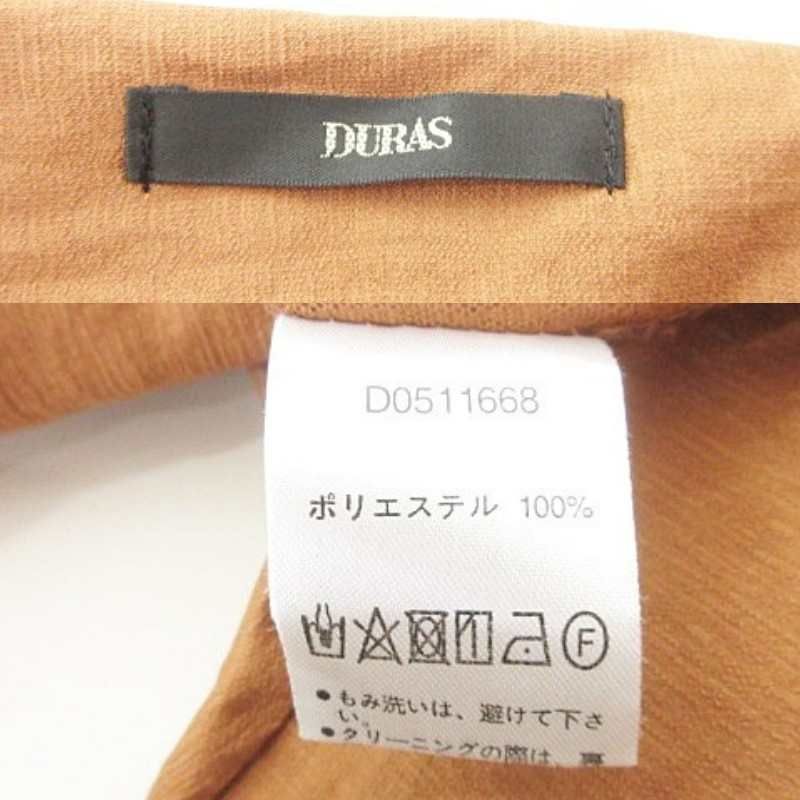 DURAS
D0511668
ポリエステル 100%
F
●もみ洗いは、避けて下さ
い。
●クリーニングの際は、裏